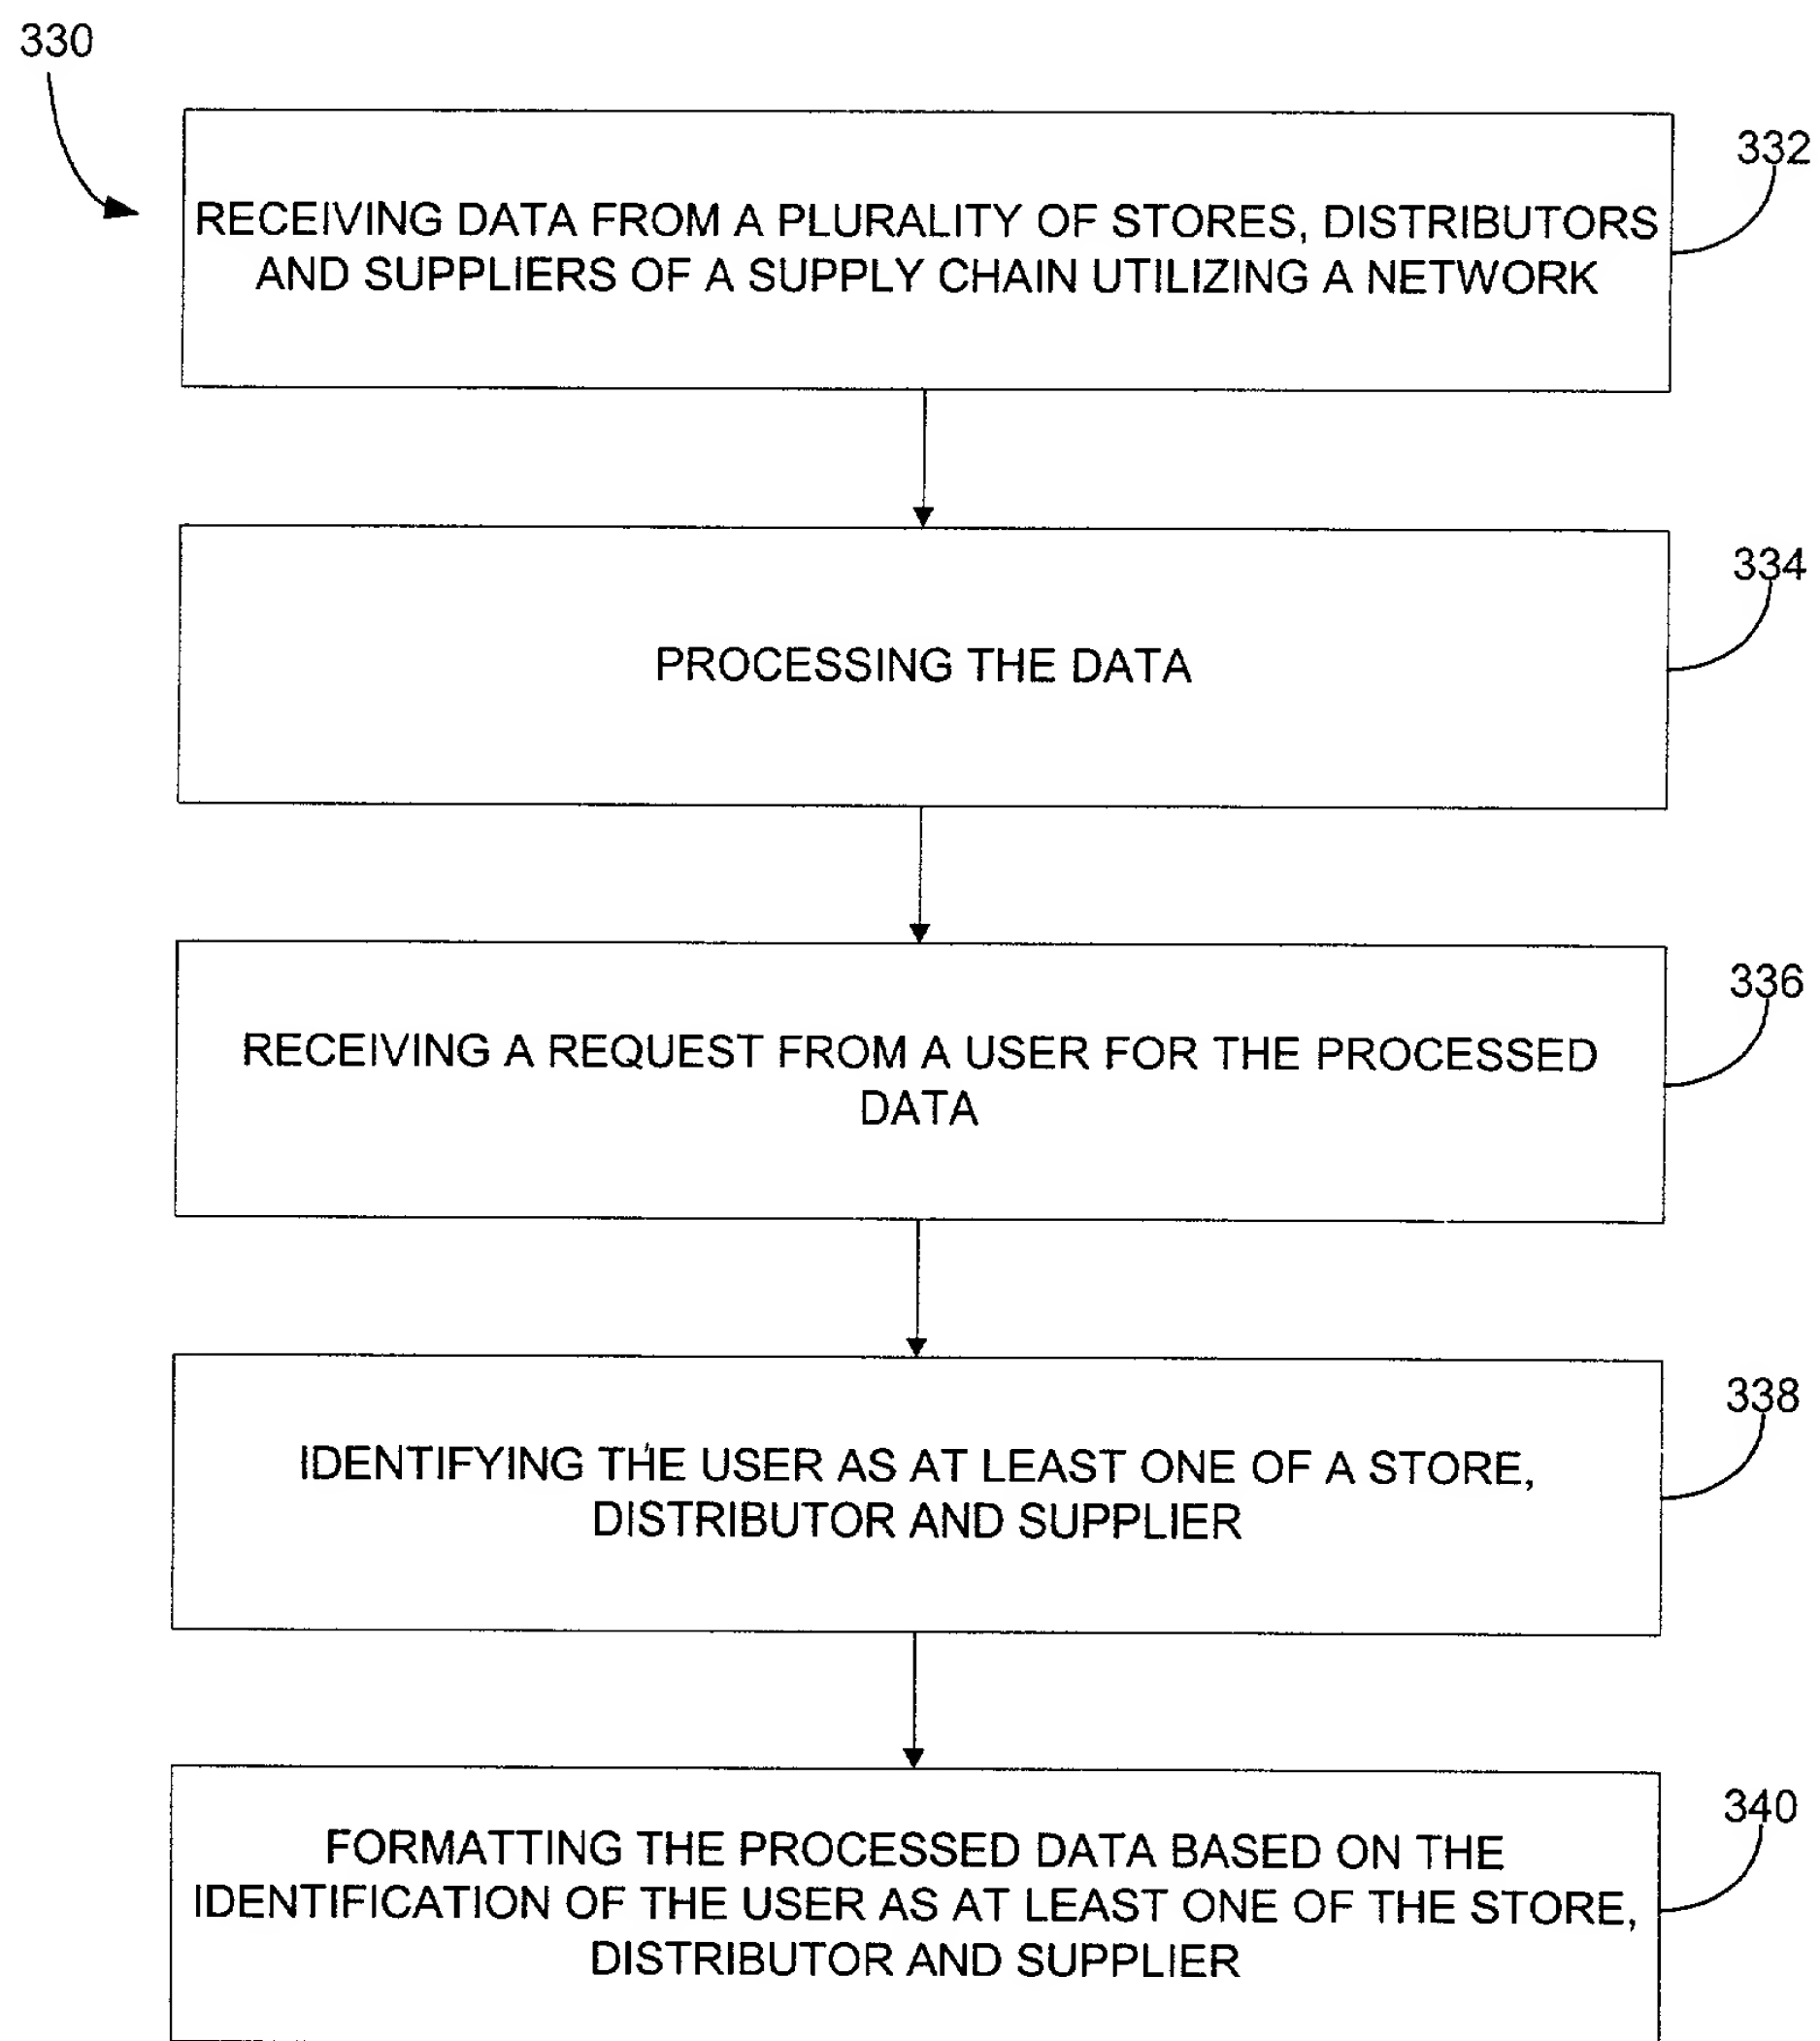 330
332
RECEIVING DATA FROM A PLURALITY OF STORES, DISTRIBUTORS
AND SUPPLIERS OF A SUPPLY CHAIN UTILIZING A NETWORK
334
PROCESSING THE DATA
336
RECEIVING A REQUEST FROM A USER FOR THE PROCESSED
DATA
338
IDENTIFYING THE USER AS AT LEAST ONE OF A STORE,
DISTRIBUTOR AND SUPPLIER
340
FORMATTING THE PROCESSED DATA BASED ON THE
IDENTIFICATION OF THE USER AS AT LEAST ONE OF THE STORE,
DISTRIBUTOR AND SUPPLIER